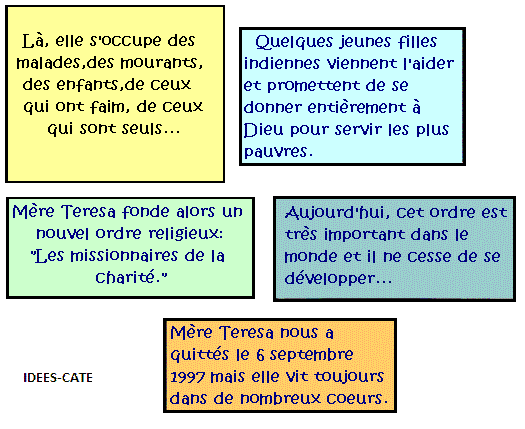 Là, elle s'occupe des
malades,des mourants,
des enfants,de ceux
qui ont faim, de ceux
qui sont seuls...
Quelques jeunes filles
indiennes viennent l'aider
et promettent de se
donner entièrement à
Dieu pour servir les plus
pauvres.
Mère Teresa fonde alors un
nouvel ordre religieux:
"Les missionnaires de la
charité."
Aujourd'hui, cet ordre est
très important dans le
monde et il ne cesse de se
développer...
Mère Teresa nous a
quittés le 6 septembre
1997 mais elle vit toujours
dans de nombreux coeurs.
IDEES-CATE